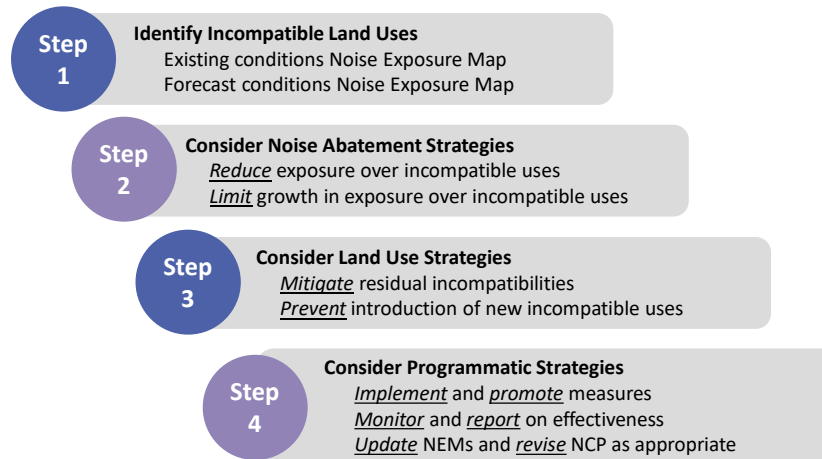 Step
1
Identify Incompatible Land Uses
Existing conditions Noise Exposure Map
Forecast conditions Noise Exposure Map
Step
2
Consider Noise Abatement Strategies
Reduce exposure over incompatible uses
Limit growth in exposure over incompatible uses
Step
3
Consider Land Use Strategies
Mitigate residual incompatibilities
Prevent introduction of new incompatible uses
Step
4
Consider Programmatic Strategies
Implement and promote measures
Monitor and report on effectiveness
Update NEMs and revise NCP as appropriate